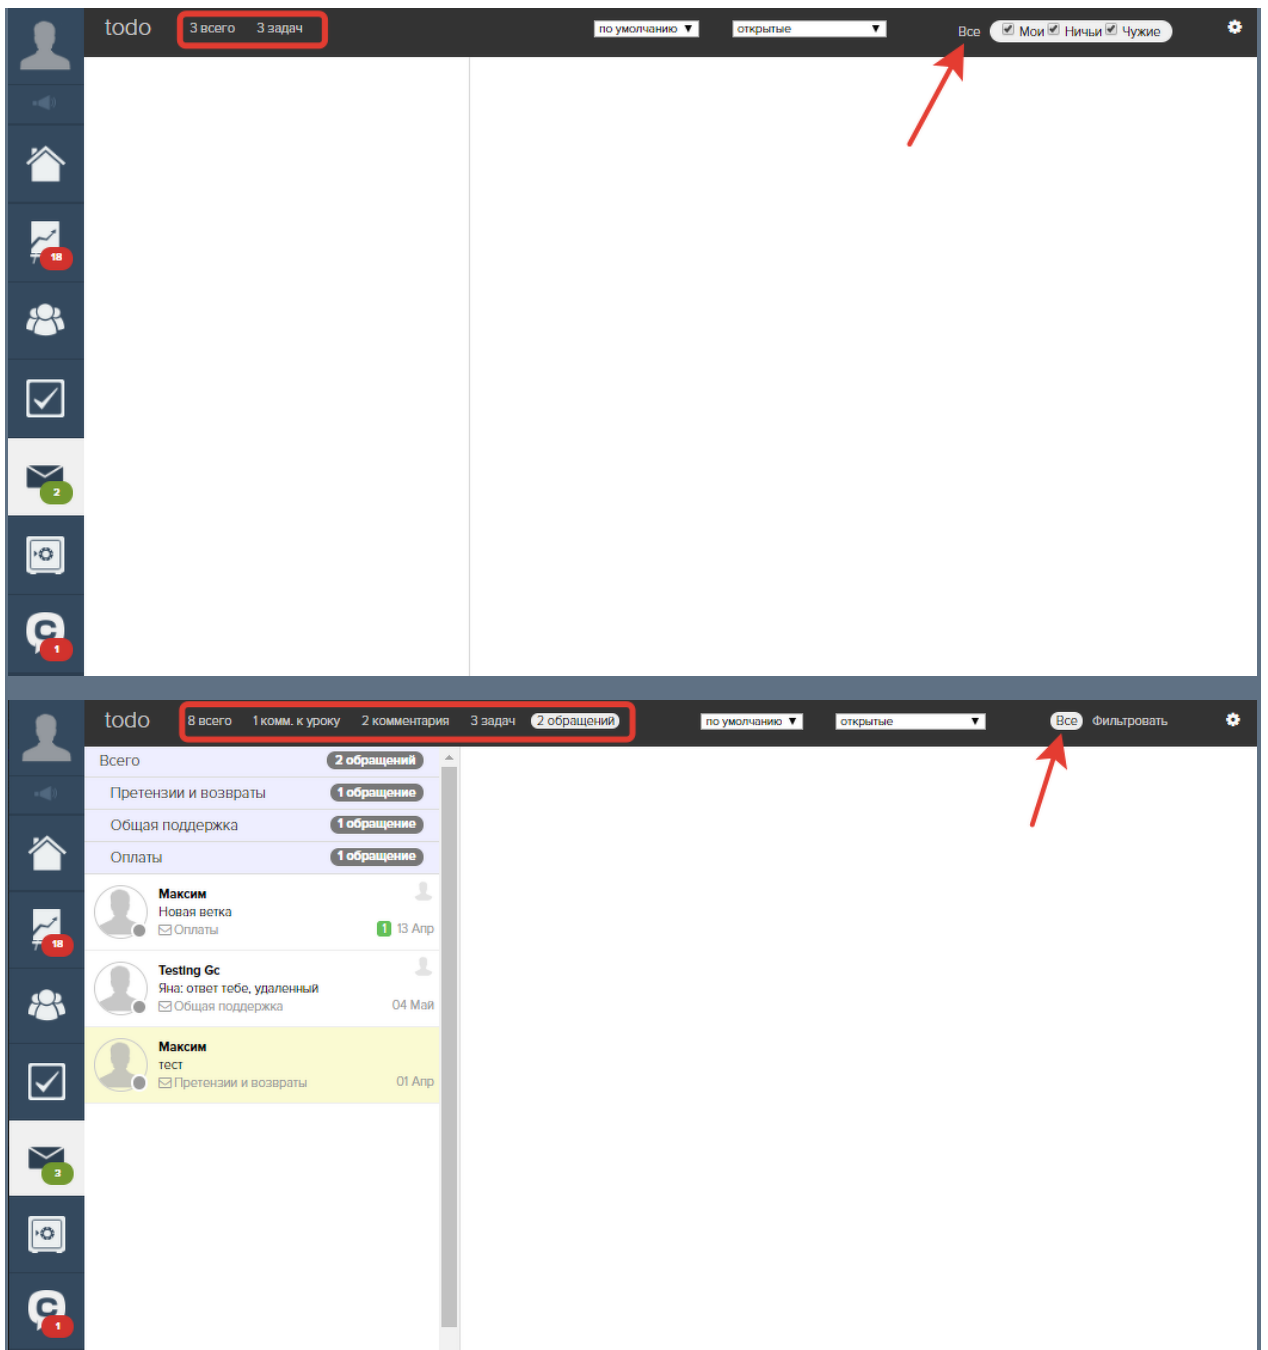 todo 3 всего 3 задач по умолчанию ▼ открытые ▼ Все Мои Ничьи Чужие
18
2
1
todo 8 всего 1 комм. к уроку 2 комментария 3 задач 2 обращений по умолчанию ▼ открытые ▼ Все Фильтровать
Всего 2 обращений
Претензии и возвраты 1 обращение
Общая поддержка 1 обращение
Оплаты 1 обращение
Максим
Новая ветка
Оплаты 1 13 Апр
18
Testing Gc
Яна: ответ тебе, удаленный
Общая поддержка 04 Май
Максим
тест
Претензии и возвраты 01 Апр
3
1